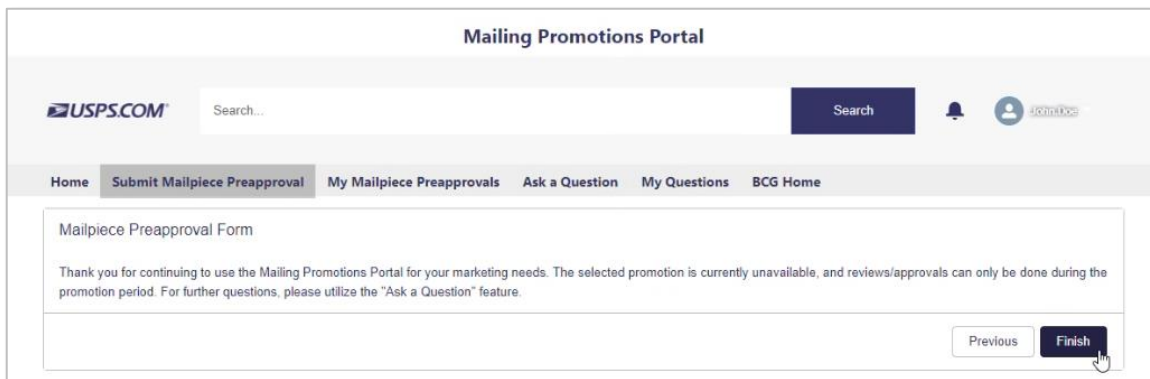 Mailing Promotions Portal
USPS.COM®
Search...
Search
John.Doe
Home Submit Mailpiece Preapproval My Mailpiece Preapprovals Ask a Question My Questions BCG Home
Mailpiece Preapproval Form
Thank you for continuing to use the Mailing Promotions Portal for your marketing needs. The selected promotion is currently unavailable, and reviews/approvals can only be done during the
promotion period. For further questions, please utilize the "Ask a Question" feature.
Previous Finish